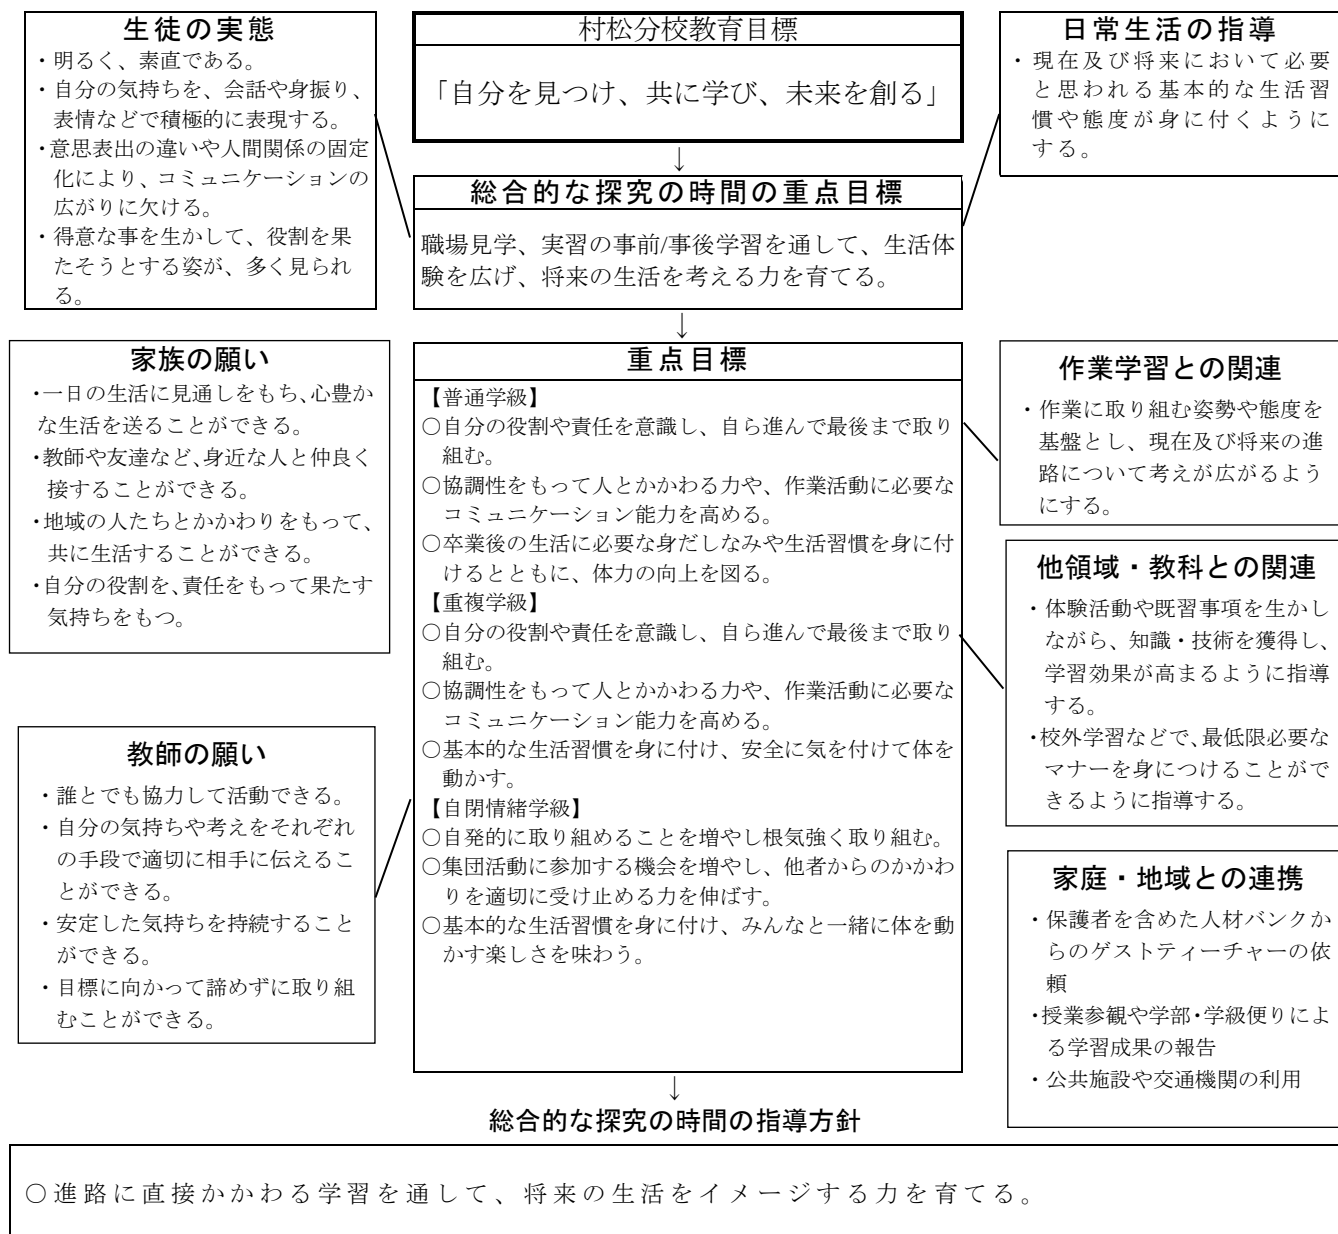 生徒の実態
・明るく、素直である。
・自分の気持ちを、会話や身振り、
表情などで積極的に表現する。
・意思表出の違いや人間関係の固定
化により、コミュニケーションの
広がりに欠ける。
・得意な事を生かして、役割を果
たそうとする姿が、多く見られ
る。
村松分校教育目標
「自分を見つけ、共に学び、未来を創る」
日常生活の指導
・現在及び将来において必要
と思われる基本的な生活習
慣や態度が身に付くように
する。
↓
総合的な探究の時間の重点目標
職場見学、実習の事前/事後学習を通して、生活体
験を広げ、将来の生活を考える力を育てる。
↓
家族の願い
・一日の生活に見通しをもち、心豊か
な生活を送ることができる。
・教師や友達など、身近な人と仲良く
接することができる。
・地域の人たちとかかわりをもって、
共に生活することができる。
・自分の役割を、責任をもって果たす
気持ちをもつ。
教師の願い
・誰とでも協力して活動できる。
・自分の気持ちや考えをそれぞれ
の手段で適切に相手に伝えるこ
とができる。
・安定した気持ちを持続すること
ができる。
・目標に向かって諦めずに取り組
むことができる。
重点目標
【普通学級】
○自分の役割や責任を意識し、自ら進んで最後まで取り
組む。
○協調性をもって人とかかわる力や、作業活動に必要な
コミュニケーション能力を高める。
○卒業後の生活に必要な身だしなみや生活習慣を身に付
けるとともに、体力の向上を図る。
【重複学級】
○自分の役割や責任を意識し、自ら進んで最後まで取り
組む。
○協調性をもって人とかかわる力や、作業活動に必要な
コミュニケーション能力を高める。
○基本的な生活習慣を身に付け、安全に気を付けて体を
動かす。
【自閉情緒学級】
○自発的に取り組めることを増やし根気強く取り組む。
○集団活動に参加する機会を増やし、他者からのかかわ
りを適切に受け止める力を伸ばす。
○基本的な生活習慣を身に付け、みんなと一緒に体を動
かす楽しさを味わう。
作業学習との関連
・作業に取り組む姿勢や態度を
基盤とし、現在及び将来の進
路について考えが広がるよう
にする。
他領域・教科との関連
・体験活動や既習事項を生かし
ながら、知識・技術を獲得し、
学習効果が高まるように指導
する。
・校外学習などで、最低限必要な
マナーを身につけることがで
きるように指導する。
家庭・地域との連携
・保護者を含めた人材バンクか
らのゲストティーチャーの依
頼
・授業参観や学部・学級便りによ
る学習成果の報告
・公共施設や交通機関の利用
↓
総合的な探究の時間の指導方針
○進路に直接かかわる学習を通して、将来の生活をイメージする力を育てる。